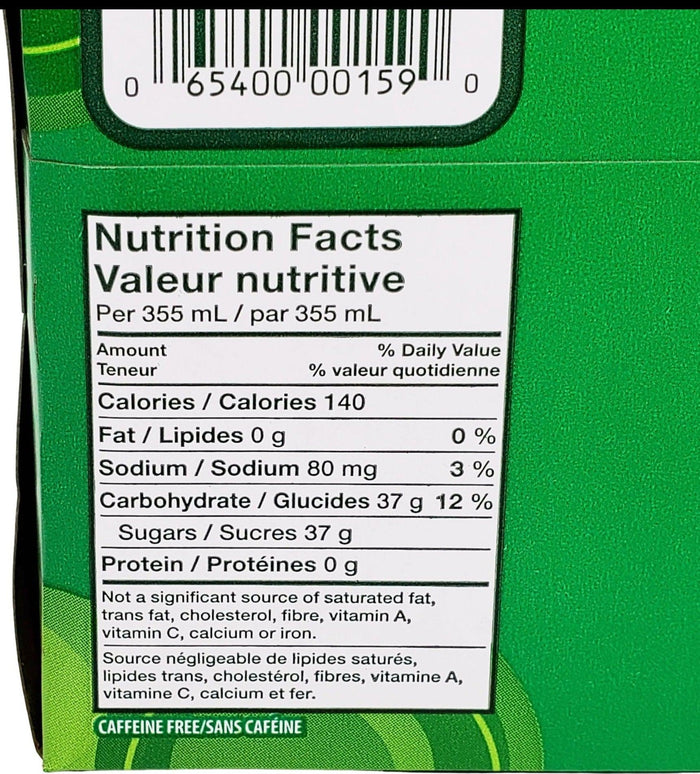 0 65400 00159 0
Nutrition Facts
Valeur nutritive
Per 355 mL / par 355 mL
Amount % Daily Value
Teneur % valeur quotidienne
Calories / Calories 140
Fat / Lipides 0 g 0 %
Sodium / Sodium 80 mg 3 %
Carbohydrate / Glucides 37 g 12 %
Sugars / Sucres 37 g
Protein / Protéines 0 g
Not a significant source of saturated fat,
trans fat, cholesterol, fibre, vitamin A,
vitamin C, calcium or iron.
Source négligeable de lipides saturés,
lipides trans, cholestérol, fibres, vitamine A,
vitamine C, calcium et fer.
CAFFEINE FREE/SANS CAFÉINE